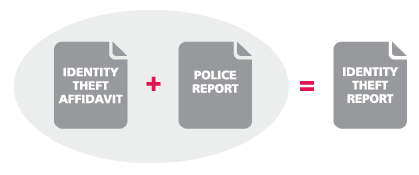 IDENTITY
THEFT
AFFIDAVIT
+
POLICE
REPORT
=
IDENTITY
THEFT
REPORT